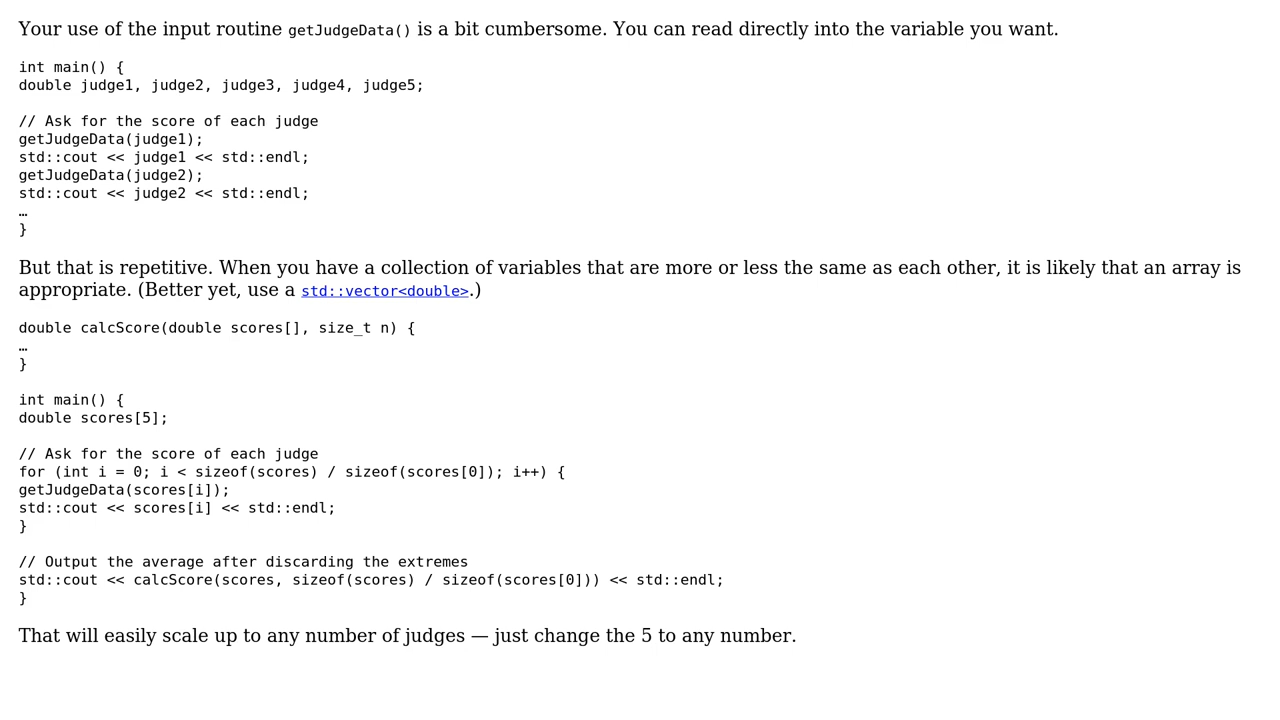 Your use of the input routine getJudgeData() is a bit cumbersome. You can read directly into the variable you want.
int main() {
double judge1, judge2, judge3, judge4, judge5;
// Ask for the score of each judge
getJudgeData(judge1);
std::cout << judge1 << std::endl;
getJudgeData(judge2);
std::cout << judge2 << std::endl;
…
}
But that is repetitive. When you have a collection of variables that are more or less the same as each other, it is likely that an array is
appropriate. (Better yet, use a std::vector<double>.)
double calcScore(double scores[], size_t n) {
…
}
int main() {
double scores[5];
// Ask for the score of each judge
for (int i = 0; i < sizeof(scores) / sizeof(scores[0]); i++) {
getJudgeData(scores[i]);
std::cout << scores[i] << std::endl;
}
// Output the average after discarding the extremes
std::cout << calcScore(scores, sizeof(scores) / sizeof(scores[0])) << std::endl;
}
That will easily scale up to any number of judges — just change the 5 to any number.